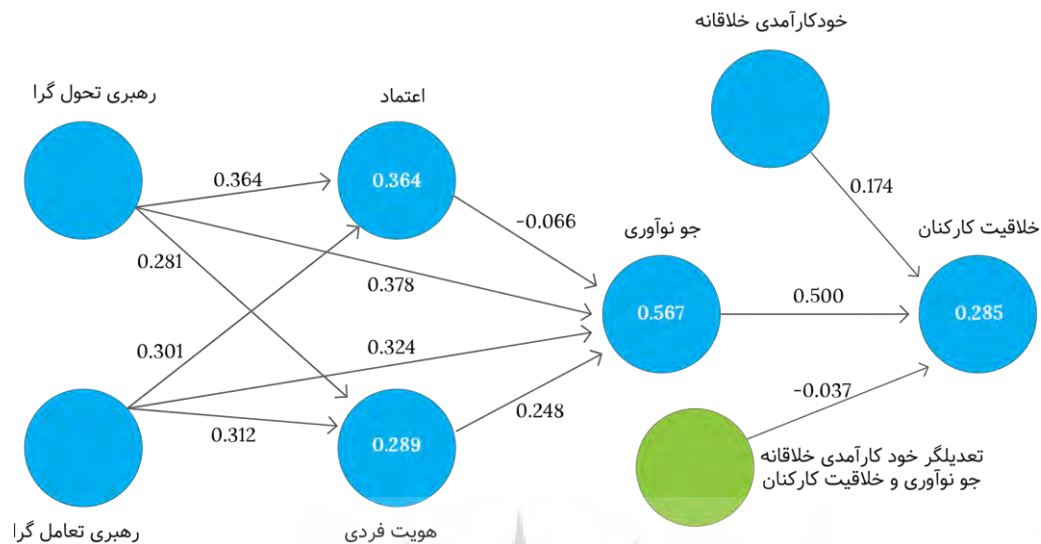 خودکارآمدی خلاقانه
رهبری تحول گرا
اعتماد
0.364
0.364
0.174
-0.066
جو نوآوری
خلاقیت کارکنان
0.281
0.378
0.567
0.500
0.285
0.301
0.324
-0.037
0.312
0.289
0.248
تعدیلگر خود کارآمدی خلاقانه
جو نوآوری و خلاقیت کارکنان
رهبری تعامل گرا
هویت فردی